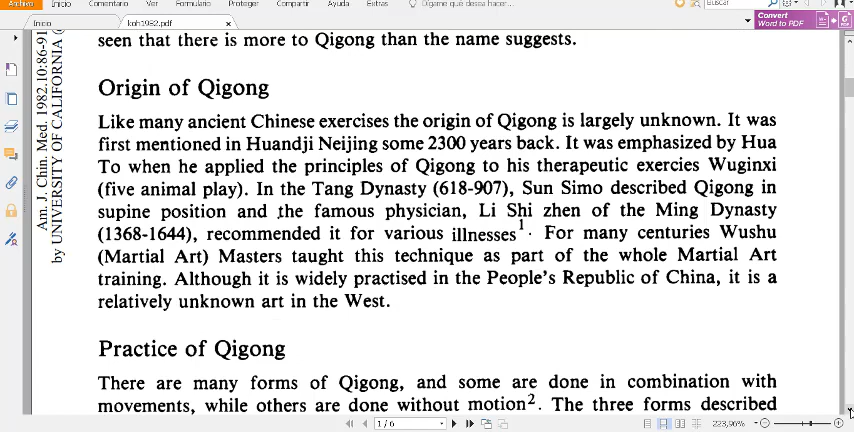 Archivo Inicio Comentario Ver Formulario Proteger Compartir Ayuda Extras Dígame qué desea hacer... Buscar
Inicio koh1982.pdf
Convert
Word to PDF
Am. J. Chin. Med. 1982.10:86-91
by UNIVERSITY OF CALIFORNIA
seen that there is more to Qigong than the name suggests.
Origin of Qigong
Like many ancient Chinese exercises the origin of Qigong is largely unknown. It was
first mentioned in Huandji Neijing some 2300 years back. It was emphasized by Hua
To when he applied the principles of Qigong to his therapeutic exercies Wuginxi
(five animal play). In the Tang Dynasty (618-907), Sun Simo described Qigong in
supine position and the famous physician, Li Shi zhen of the Ming Dynasty
(1368-1644), recommended it for various illnesses1. For many centuries Wushu
(Martial Art) Masters taught this technique as part of the whole Martial Art
training. Although it is widely practised in the People's Republic of China, it is a
relatively unknown art in the West.
Practice of Qigong
There are many forms of Qigong, and some are done in combination with
movements, while others are done without motion2. The three forms described
1 / 6
223,96%